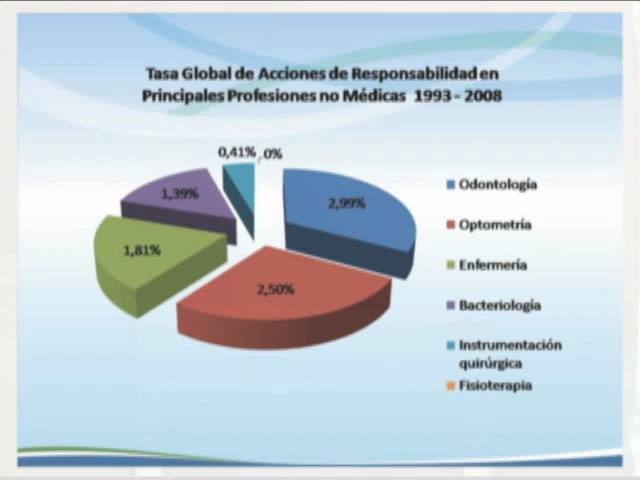 Tasa Global de Acciones de Responsabilidad en
Principales Profesiones no Médicas 1993 - 2008
0,41% 0%
1,39%
2,99%
1,81%
2,50%
Odontología
Optometría
Enfermería
Bacteriología
Instrumentación
quirúrgica
Fisioterapia